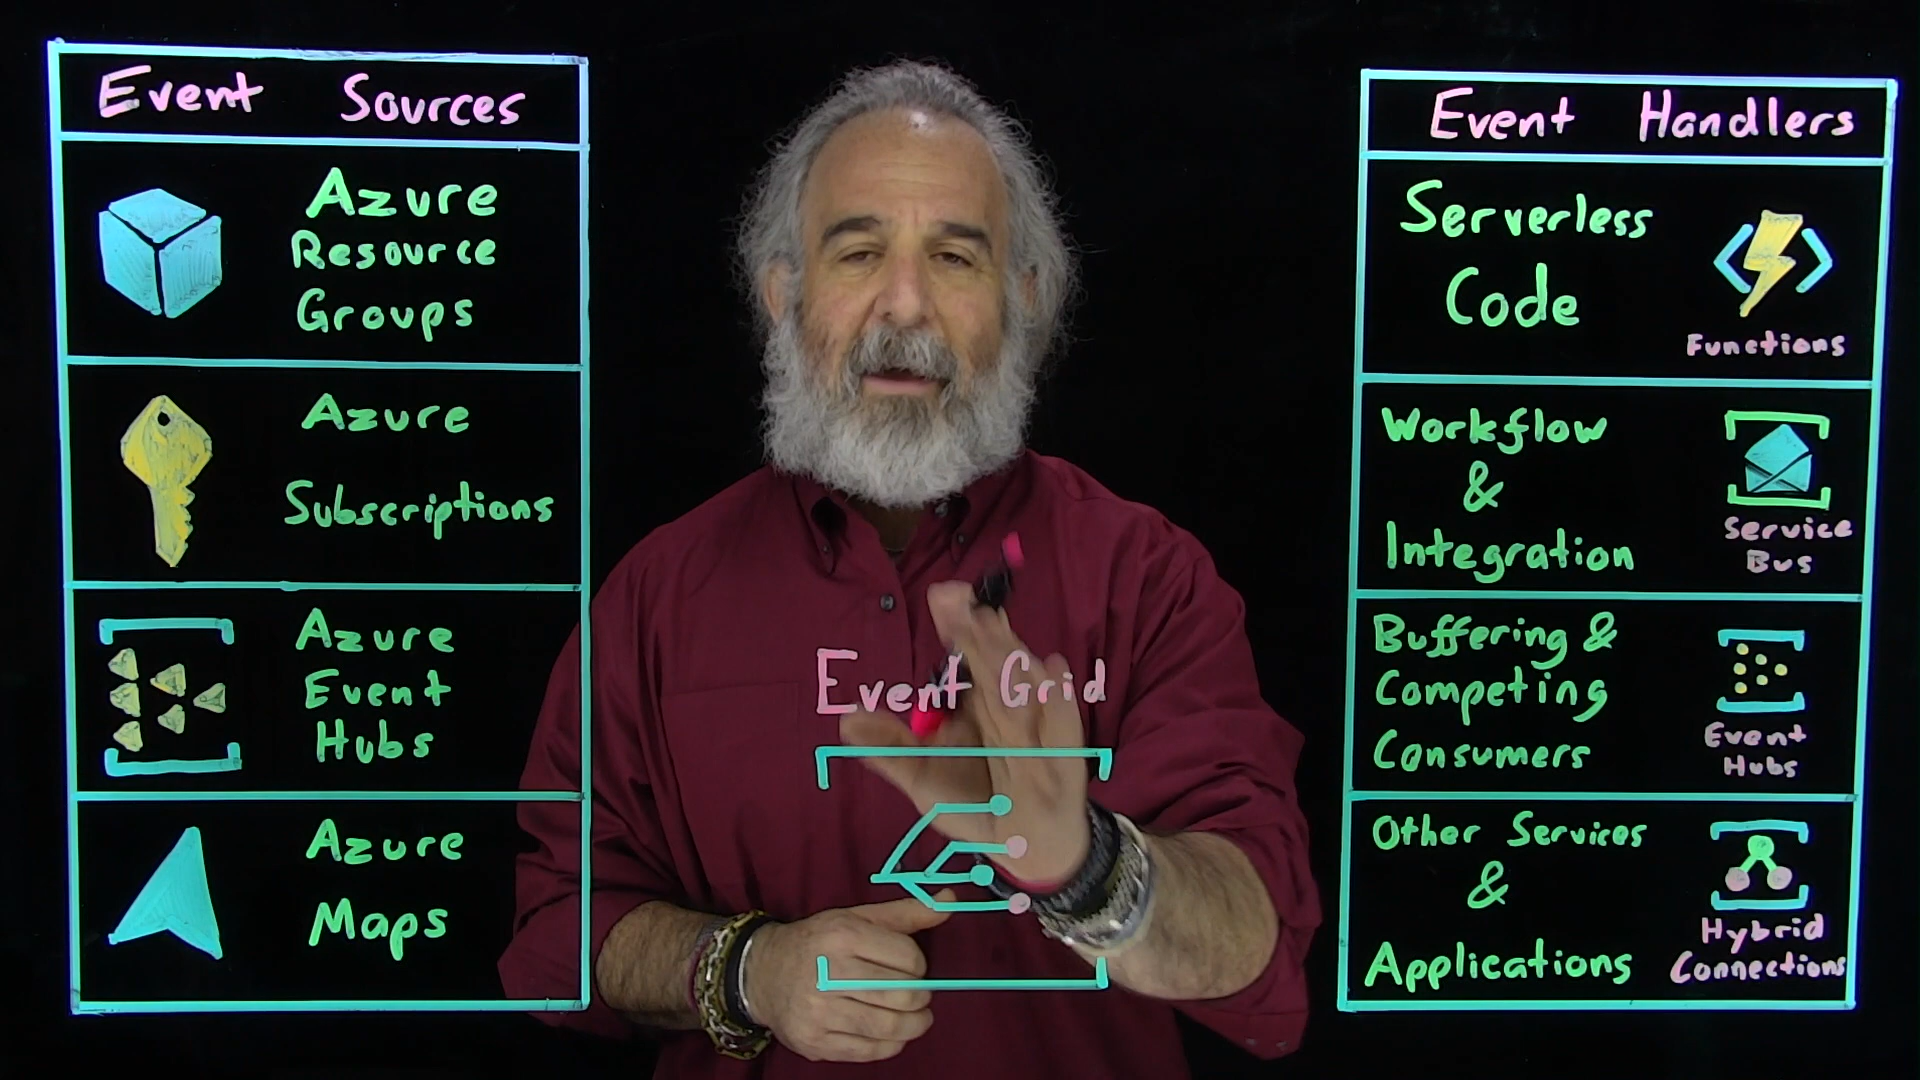 Event Sources
Azure
Resource
Groups
Azure
Subscriptions
Azure
Event
Hubs
Azure
Maps
Event Grid
Event Handlers
Serverless
Code
Functions
Workflow
&
Integration
Service
Bus
Buffering &
Competing
Consumers
Event
Hubs
Other Services
&
Applications
Hybrid
Connections